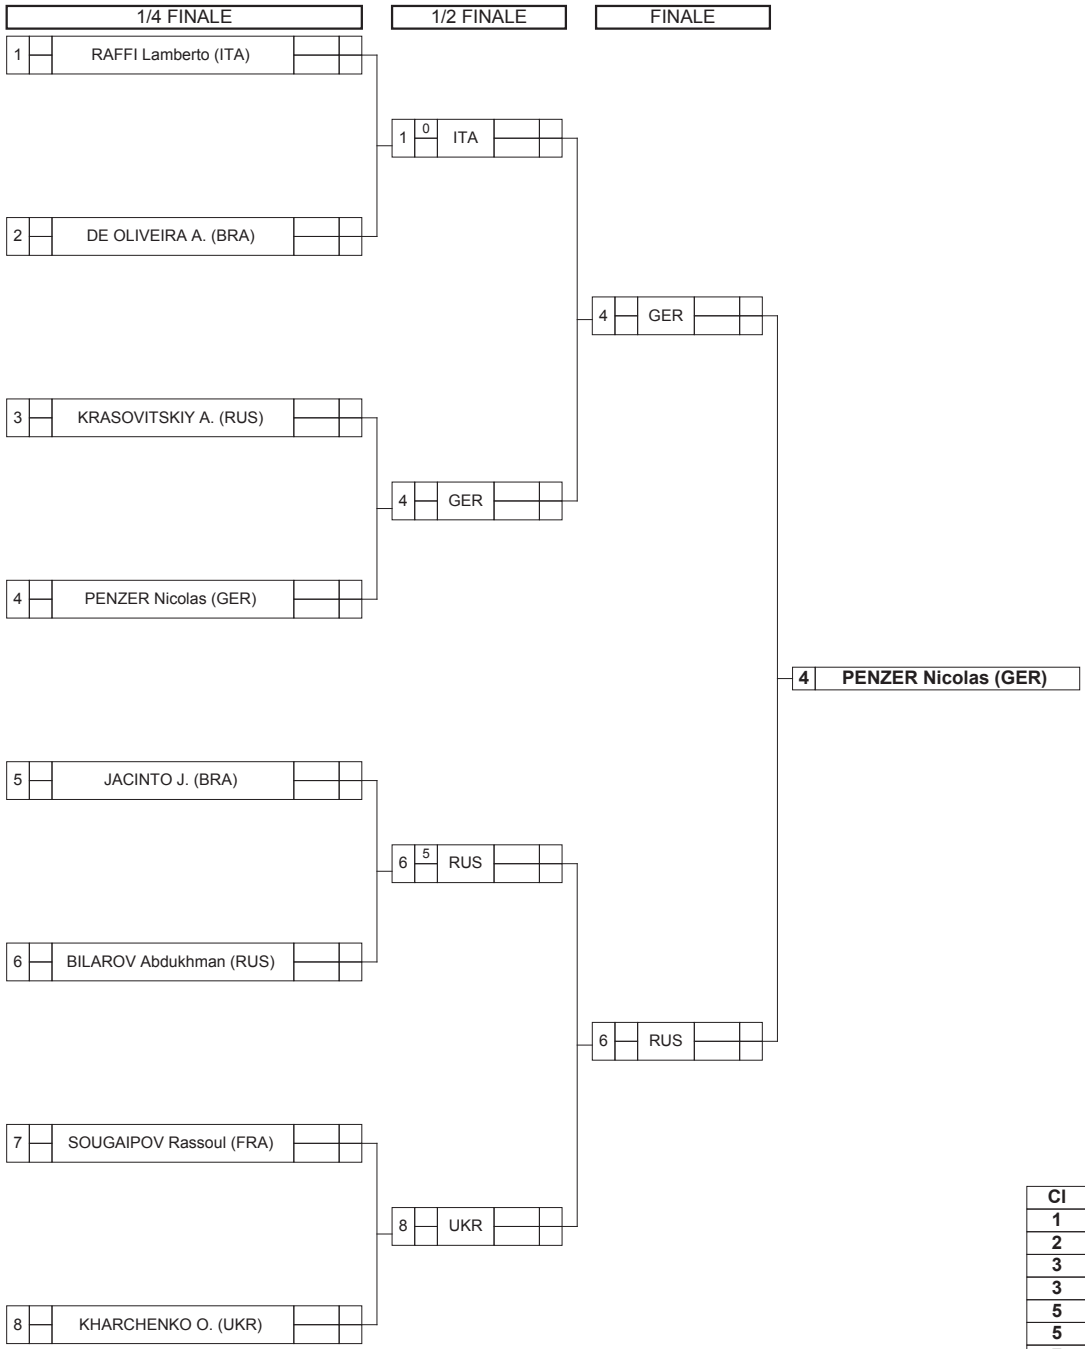 1/4 FINALE 1/2 FINALE FINALE
1 RAFFI Lamberto (ITA)
1 0 ITA
2 DE OLIVEIRA A. (BRA)
4 GER
3 KRASOVITSKIY A. (RUS)
4 GER
4 PENZER Nicolas (GER)
4 PENZER Nicolas (GER)
5 JACINTO J. (BRA)
6 5 RUS
6 BILAROV Abdukhman (RUS)
6 RUS
7 SOUGAIPOV Rassoul (FRA)
8 UKR
8 KHARCHENKO O. (UKR)
Cl
1
2
3
3
5
5